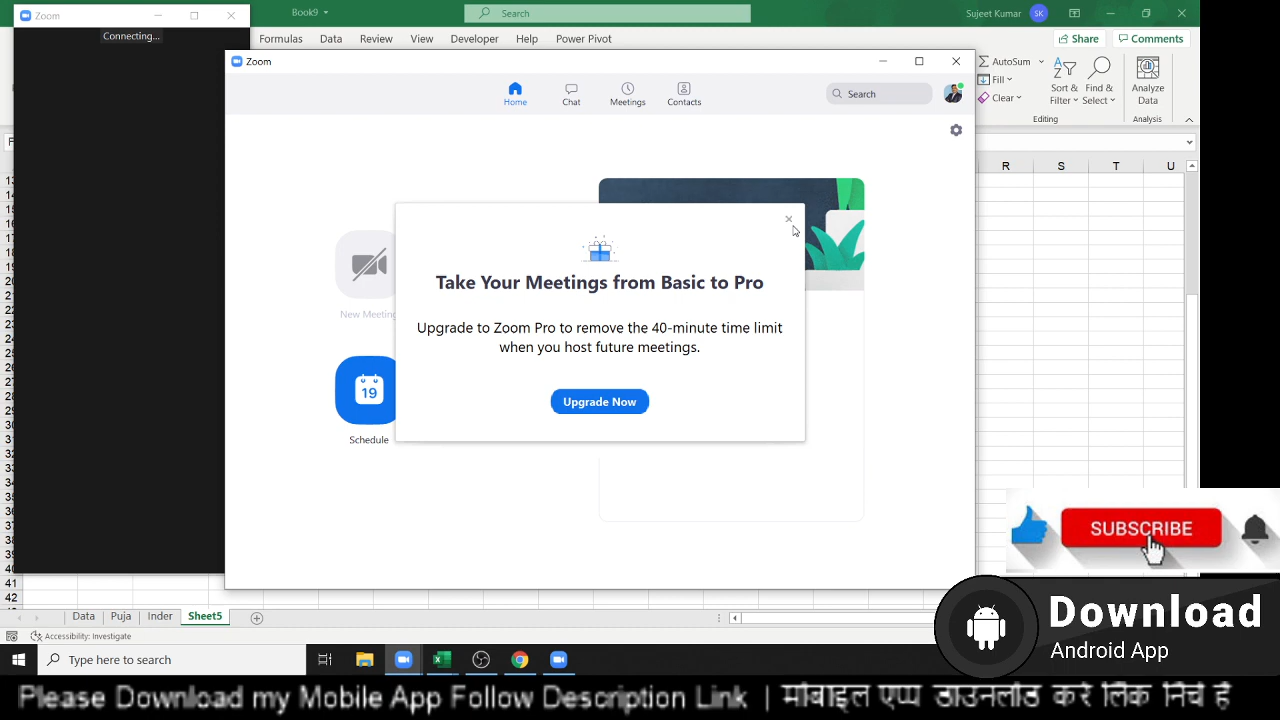 Zoom
Book9
Search
Sujeet Kumar
SK
Connecting...
Formulas
Data
Review
View
Developer
Help
Power Pivot
Share
Comments
Zoom
AutoSum
Fill
Clear
Sort &
Filter
Find &
Select
Analyze
Data
Editing
Analysis
Home
Chat
Meetings
Contacts
Search
R
S
T
U
New Meeting
19
Schedule
Take Your Meetings from Basic to Pro
Upgrade to Zoom Pro to remove the 40-minute time limit
when you host future meetings.
Upgrade Now
41
42
Data
Puja
Inder
Sheet5
Accessibility: Investigate
Type here to search
SUBSCRIBE
Download
Android App
Please Download my Mobile App Follow Description Link | मोबाइल एप्प डाउनलोड करे लिंक निचे है